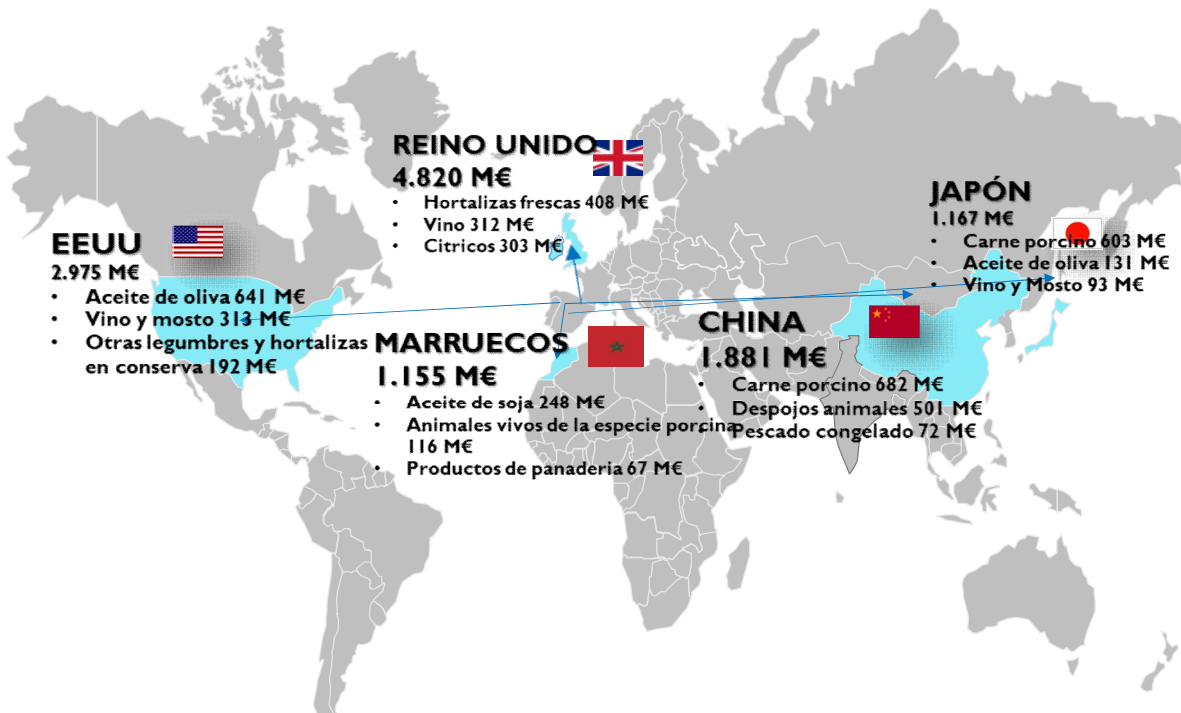 REINO UNIDO
4.820 M€
• Hortalizas frescas 408 M€
• Vino 312 M€
• Citricos 303 M€
JAPÓN
1.167 M€
• Carne porcino 603 M€
• Aceite de oliva 131 M€
• Vino y Mosto 93 M€
EEUU
2.975 M€
• Aceite de oliva 641 M€
• Vino y mosto 313 M€
• Otras legumbres y hortalizas
en conserva 192 M€
MARRUECOS
1.155 M€
• Aceite de soja 248 M€
• Animales vivos de la especie porcina
116 M€
• Productos de panaderia 67 M€
CHINA
1.881 M€
• Carne porcino 682 M€
• Despojos animales 501 M€
• Pescado congelado 72 M€